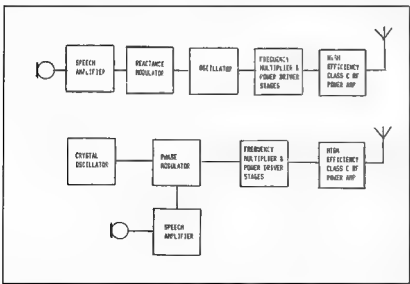 SPEECH
AMPLIFIER
REACTANCE
MODULATOR
OSCILLATOR
FREQUENCY
MULTIPLIER &
POWER DRIVER
STAGES
HIGH
EFFICIENCY
CLASS C RF
POWER AMP
CRYSTAL
OSCILLATOR
PHASE
MODULATOR
FREQUENCY
MULTIPLIER &
POWER DRIVER
STAGES
HIGH
EFFICIENCY
CLASS C RF
POWER AMP
SPEECH
AMPLIFIER